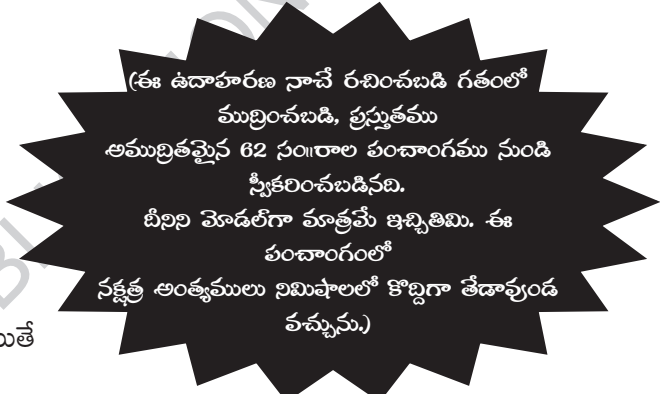 (ఈ ఉదాహరణ నాచే రచించబడి గతంలో
ముద్రించబడి, ప్రస్తుతము
అముద్రితమైన 62 సం॥రాల పంచాంగము నుండి
స్వీకరించబడినది.
దీనిని మోడల్‌గా మాత్రమే ఇచ్చితిమి. ఈ
పంచాంగంలో
నక్షత్ర అంత్యములు నిమిషాలలో కొద్దిగా తేడావుండ
వచ్చును.)